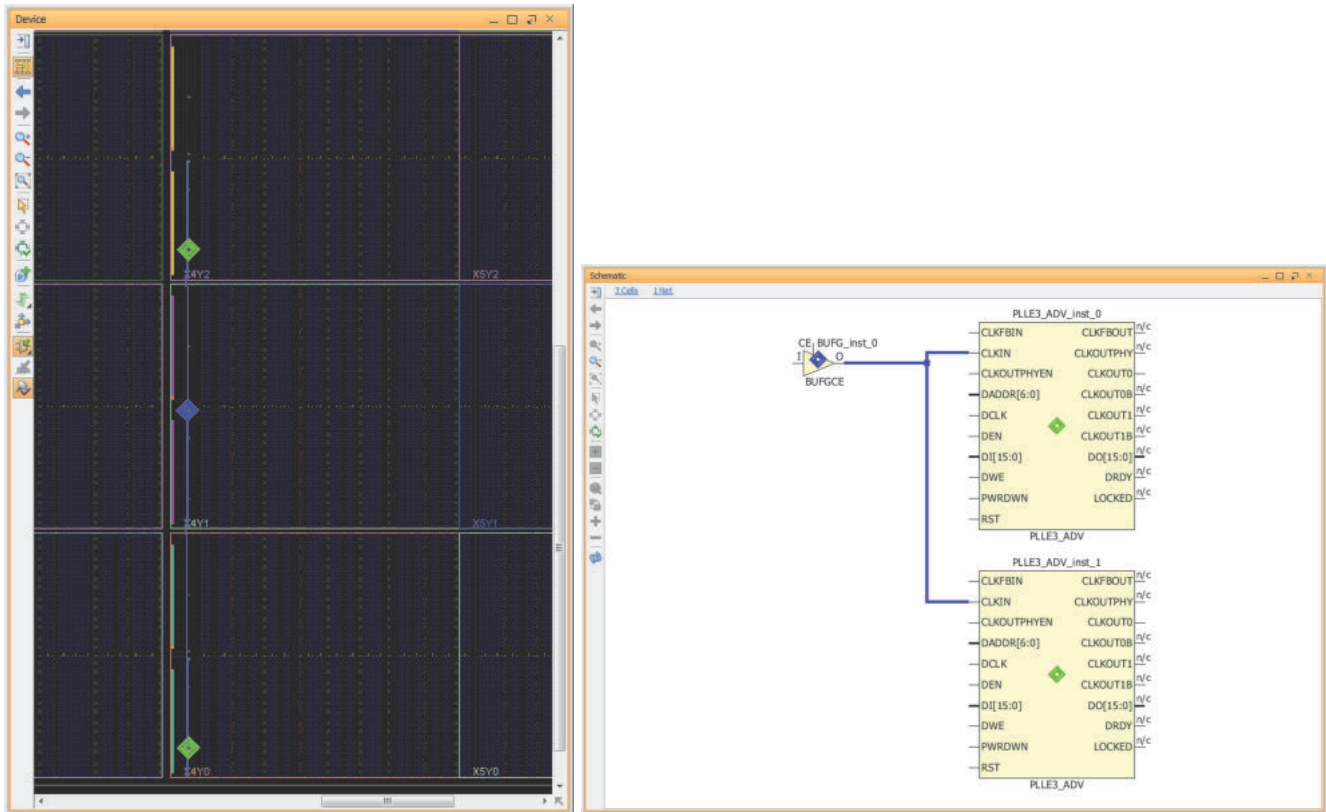 Device
X4Y2
X5Y2
X4Y1
X5Y1
X4Y0
X5Y0
Schematic
3 Cells 1 Net
CE BUFG_inst_0
I O
BUFGCE
PLLE3_ADV_inst_0
CLKFBIN CLKFBOUT n/c
CLKIN CLKOUTPHY n/c
CLKOUTPHYEN CLKOUT0
DADDR[6:0] CLKOUT0B n/c
DCLK CLKOUT1 n/c
DEN CLKOUT1B n/c
DI[15:0] DO[15:0] n/c
DWE DRDY n/c
PWRDWN LOCKED n/c
RST
PLLE3_ADV
PLLE3_ADV_inst_1
CLKFBIN CLKFBOUT n/c
CLKIN CLKOUTPHY n/c
CLKOUTPHYEN CLKOUT0
DADDR[6:0] CLKOUT0B n/c
DCLK CLKOUT1 n/c
DEN CLKOUT1B n/c
DI[15:0] DO[15:0] n/c
DWE DRDY n/c
PWRDWN LOCKED n/c
RST
PLLE3_ADV